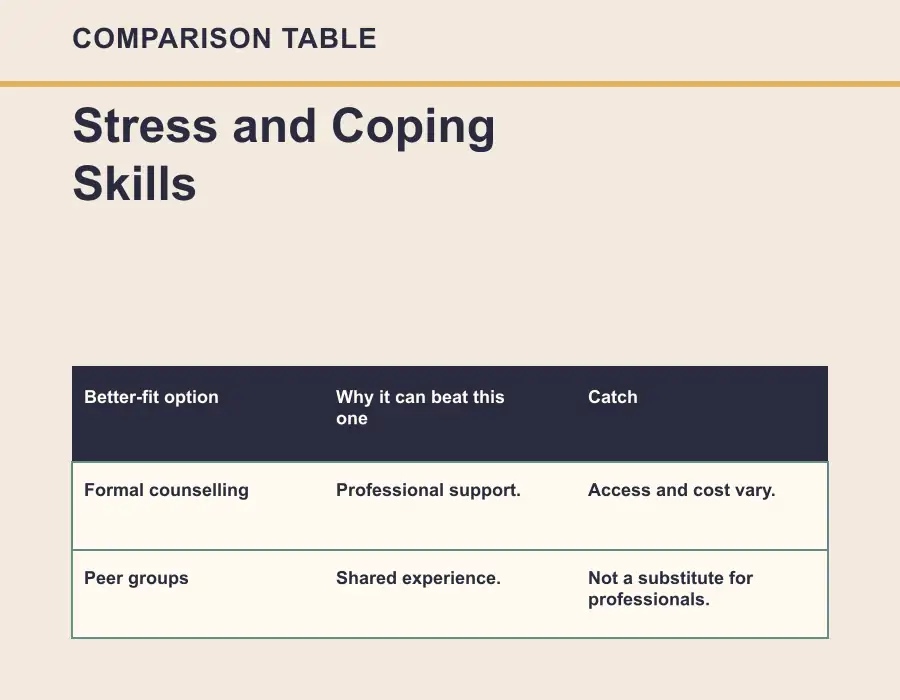 COMPARISON TABLE
Stress and Coping
Skills
Better-fit option
Why it can beat this
one
Catch
Formal counselling
Professional support.
Access and cost vary.
Peer groups
Shared experience.
Not a substitute for
professionals.